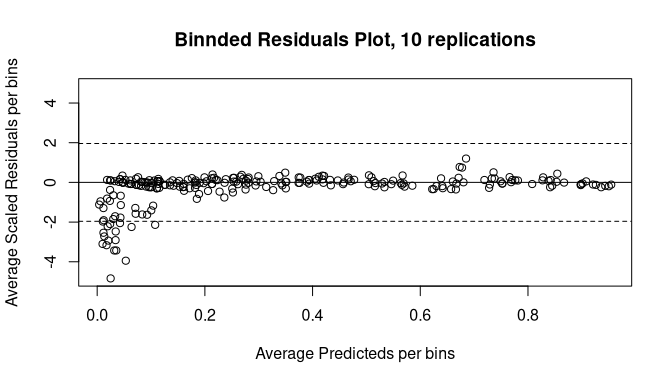 Binnded Residuals Plot, 10 replications
Average Scaled Residuals per bins
4
2
0
-2
-4
0.0 0.2 0.4 0.6 0.8
Average Predicteds per bins